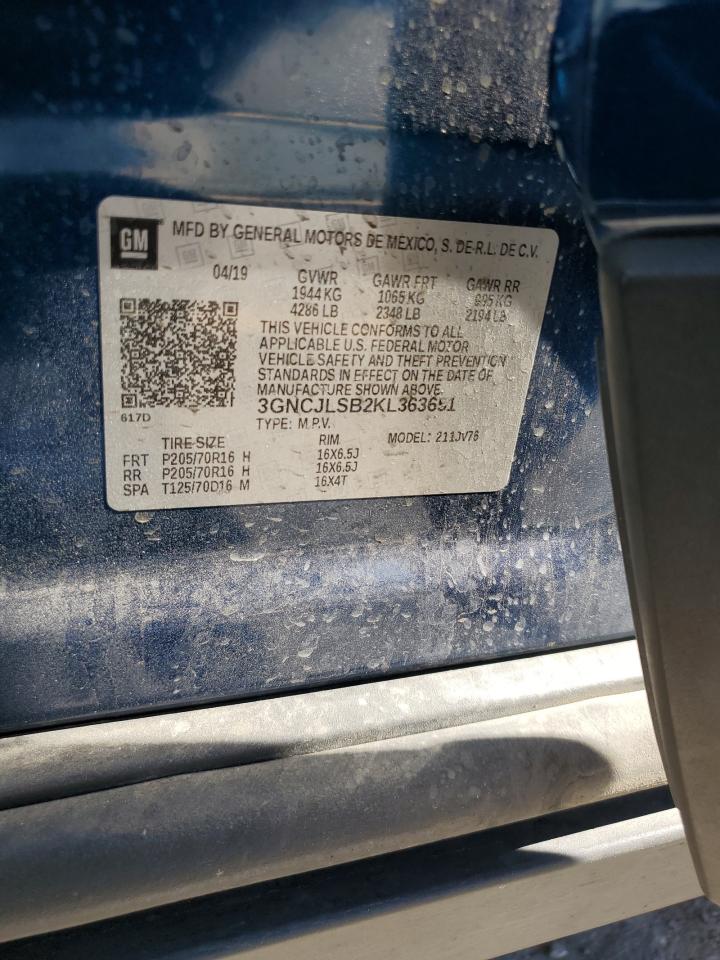 GM
MFD BY GENERAL MOTORS DE MEXICO, S. DE R.L. DE C.V.
04/19 GVWR GAWR FRT GAWR RR
1944 KG 1065 KG 995 KG
4286 LB 2348 LB 2194 LB
THIS VEHICLE CONFORMS TO ALL
APPLICABLE U.S. FEDERAL MOTOR
VEHICLE SAFETY AND THEFT PREVENTION
STANDARDS IN EFFECT ON THE DATE OF
MANUFACTURE SHOWN ABOVE.
617D
3GNCJLSB2KL363691
TYPE: M.P.V. MODEL: 211JV76
TIRE SIZE RIM
FRT P205/70R16 H 16X6.5J
RR P205/70R16 H 16X6.5J
SPA T125/70D16 M 16X4T